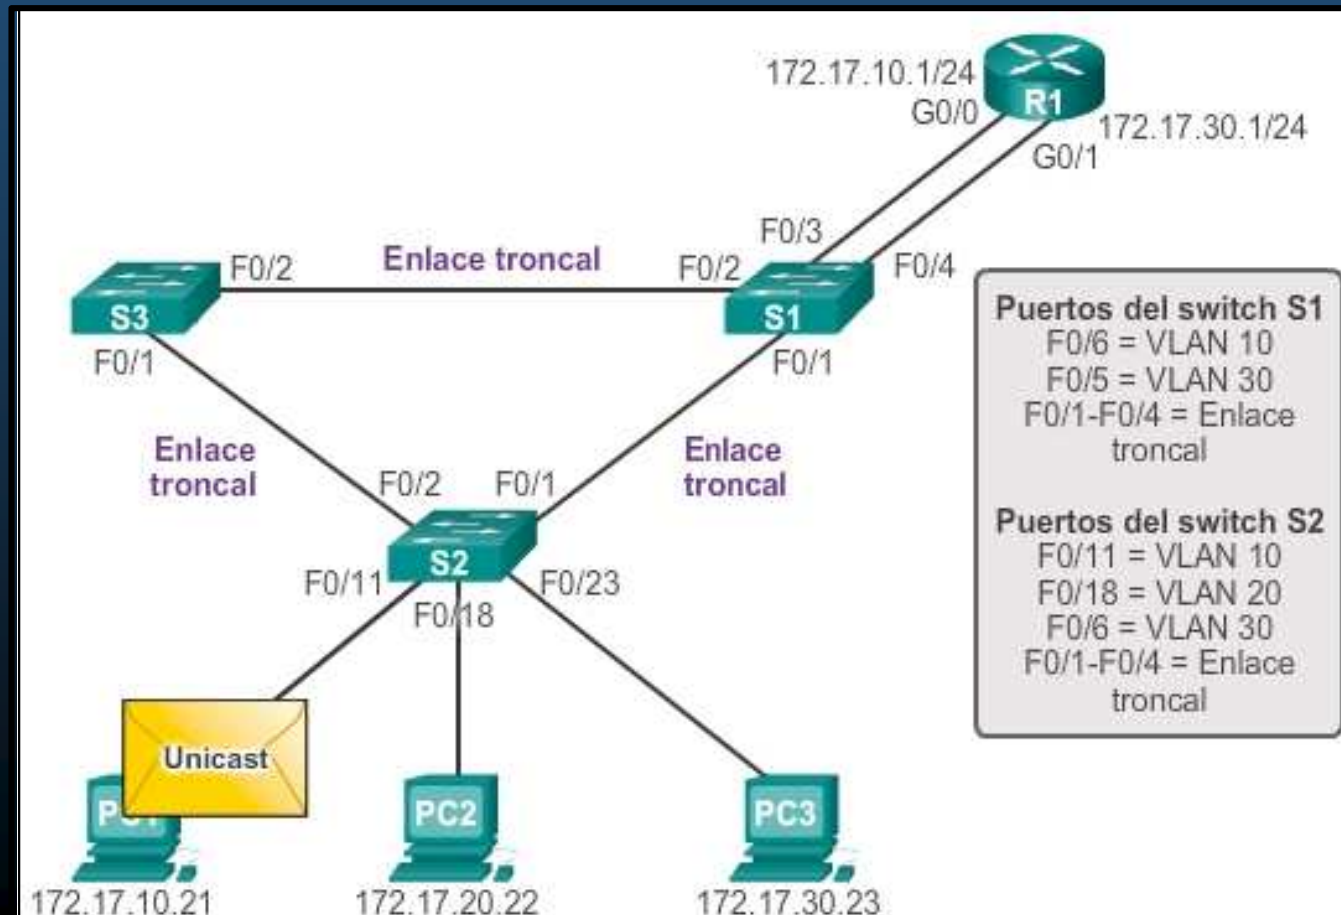 172.17.10.1/24
G0/0
R1
172.17.30.1/24
G0/1
F0/3
F0/2
Enlace troncal
F0/2
F0/4
S3
S1
F0/1
F0/1
Enlace
troncal
Enlace
troncal
F0/2
F0/1
S2
F0/11
F0/18
F0/23
Puertos del switch S1
F0/6 = VLAN 10
F0/5 = VLAN 30
F0/1-F0/4 = Enlace
troncal
Puertos del switch S2
F0/11 = VLAN 10
F0/18 = VLAN 20
F0/6 = VLAN 30
F0/1-F0/4 = Enlace
troncal
Unicast
PC2
PC3
172.17.10.21
172.17.20.22
172.17.30.23